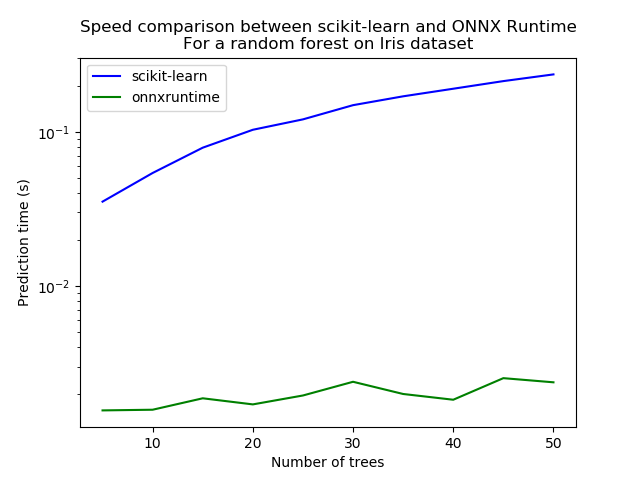 Speed comparison between scikit-learn and ONNX Runtime
For a random forest on Iris dataset
scikit-learn
onnxruntime
10⁻¹
10⁻²
Prediction time (s)
10 20 30 40 50
Number of trees